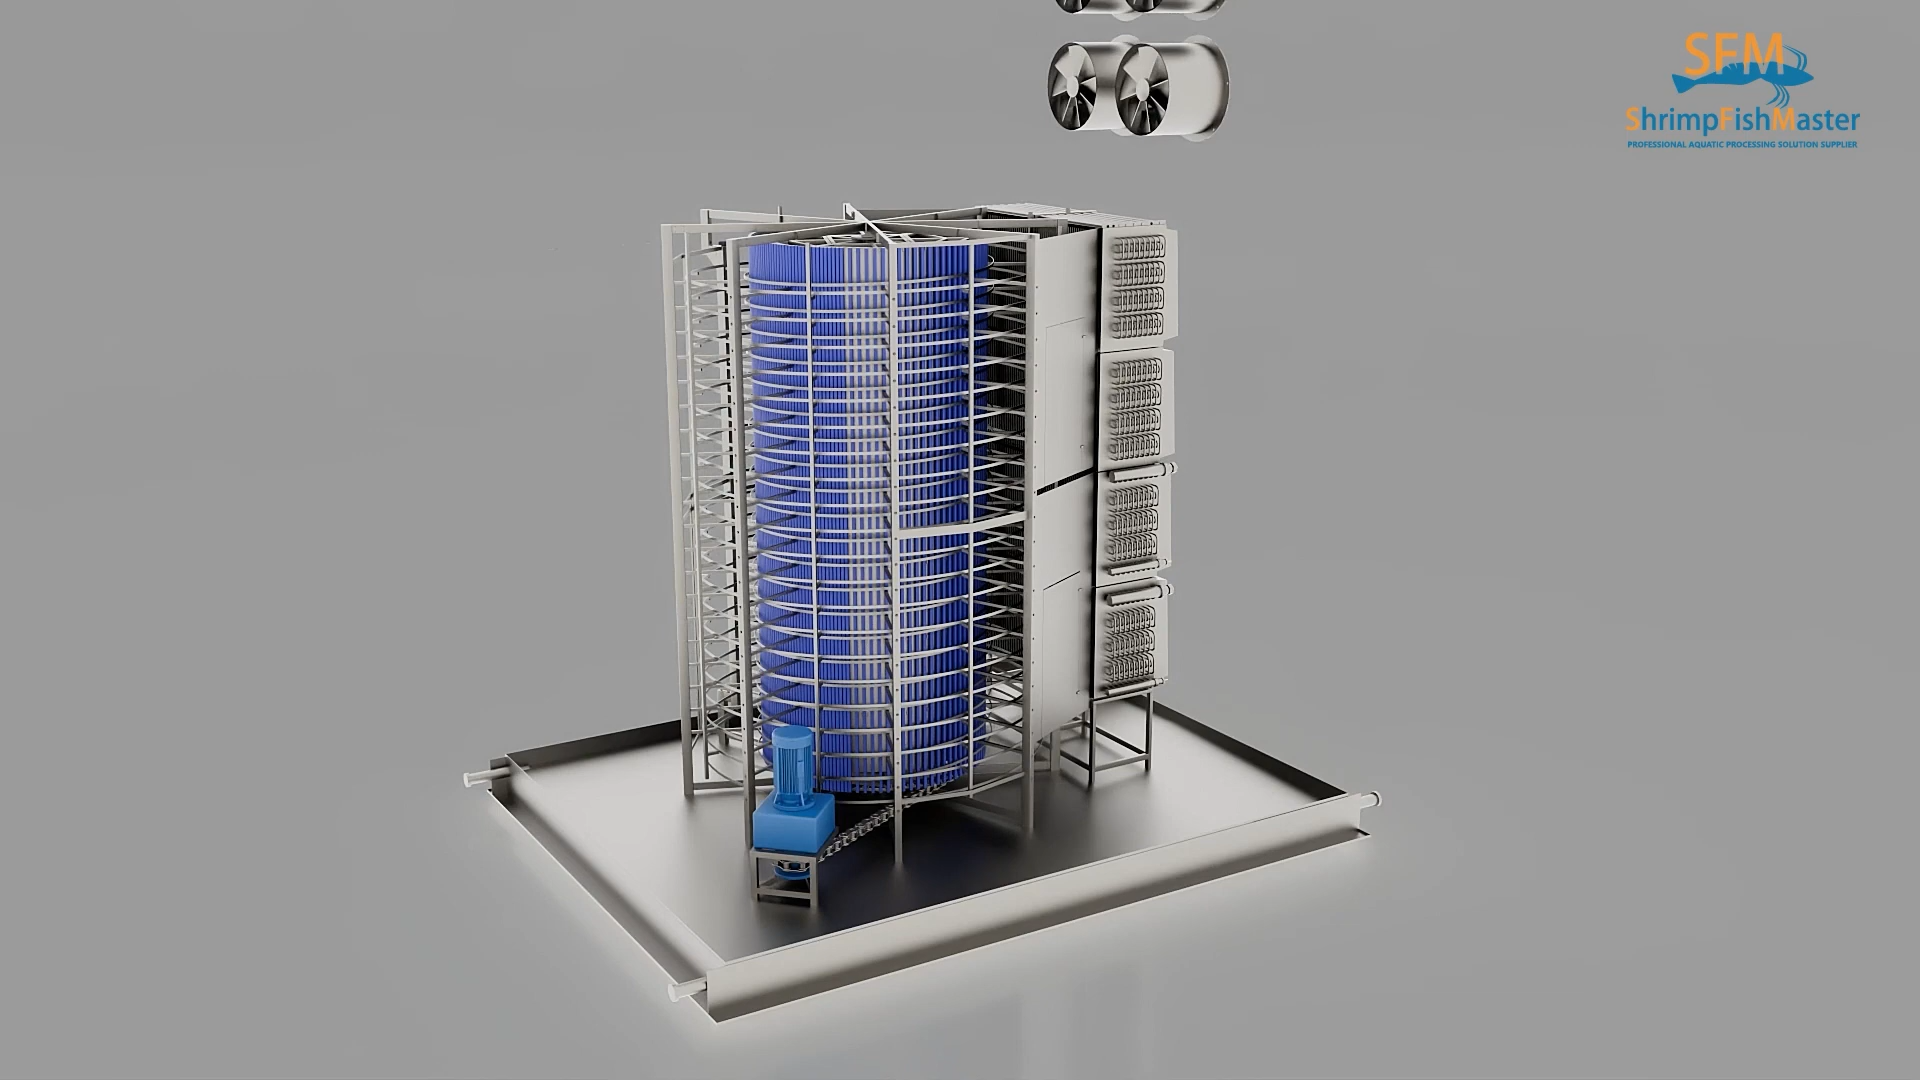 SFM
ShrimpFishMaster
PROFESSIONAL AQUATIC PROCESSING SOLUTION SUPPLIER